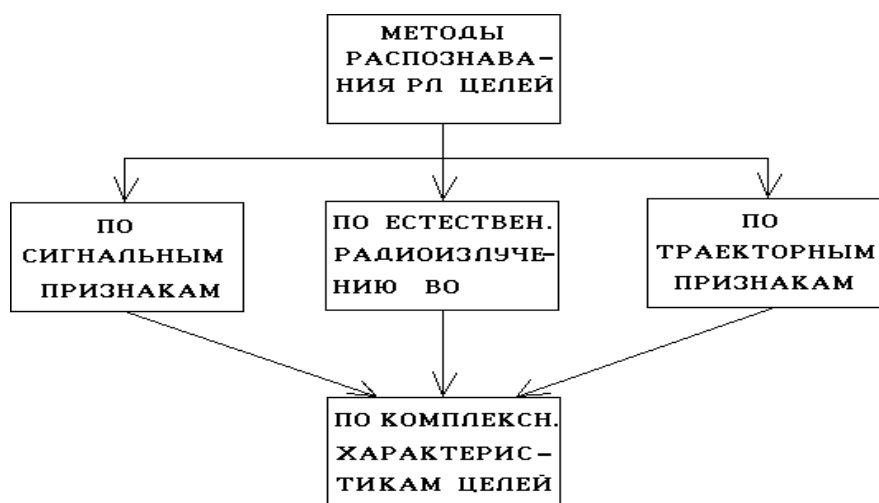 МЕТОДЫ
РАСПОЗНАВА-
НИЯ РЛ ЦЕЛЕЙ
ПО
СИГНАЛЬНЫМ
ПРИЗНАКАМ
ПО ЕСТЕСТВЕН.
РАДИОИЗЛУЧЕ-
НИЮ ВО
ПО
ТРАЕКТОРНЫМ
ПРИЗНАКАМ
ПО КОМПЛЕКСН.
ХАРАКТЕРИС-
ТИКАМ ЦЕЛЕЙ